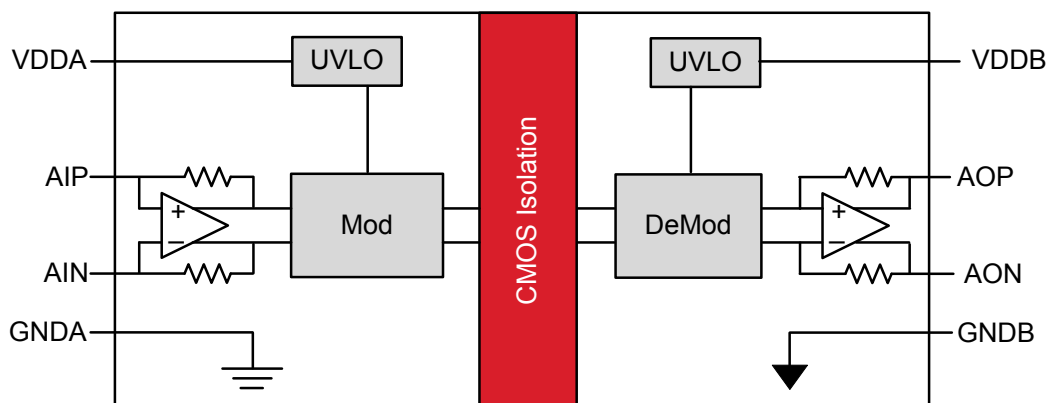 VDDA
UVLO
UVLO
VDDB
AIP
AIN
+
−
Mod
CMOS Isolation
DeMod
+
−
AOP
AON
GNDA
GNDB